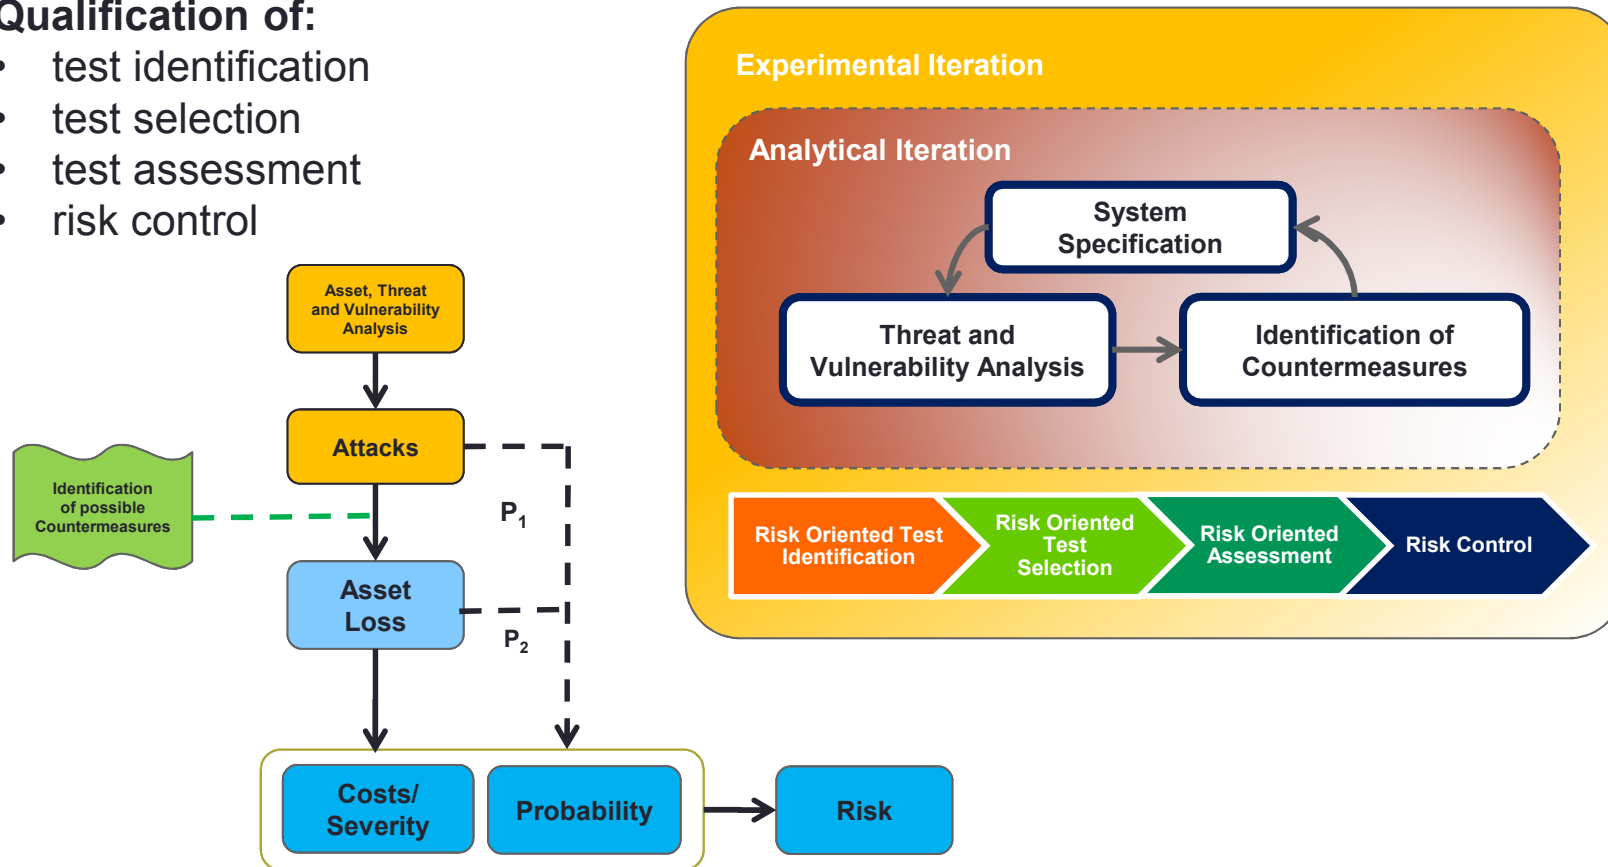 Qualification of:
• test identification
• test selection
• test assessment
• risk control
Experimental Iteration
Analytical Iteration
System
Specification
Threat and
Vulnerability Analysis
Identification of
Countermeasures
Risk Oriented Test
Identification
Risk Oriented
Test
Selection
Risk Oriented
Assessment
Risk Control
Asset, Threat
and Vulnerability
Analysis
Attacks
Identification
of possible
Countermeasures
P1
Asset
Loss
P2
Costs/
Severity
Probability
Risk